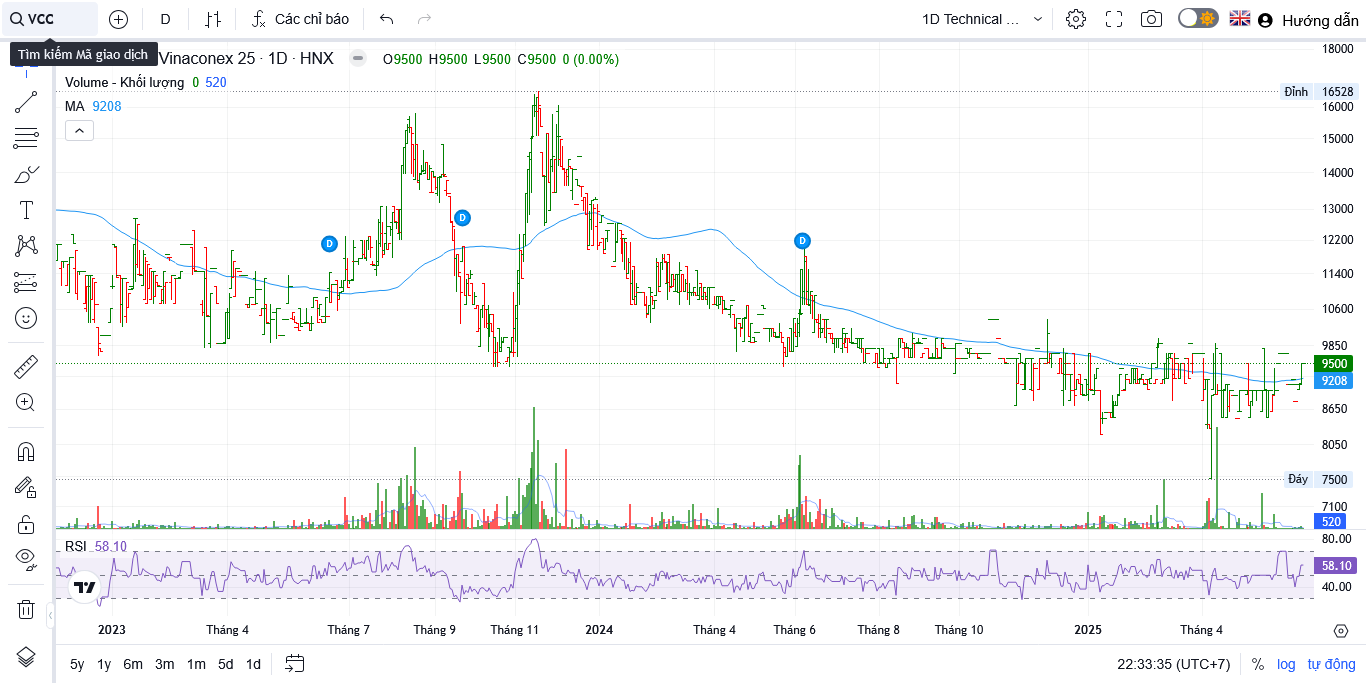 VCC D Các chỉ báo 1D Technical ... Hướng dẫn
Tìm kiếm Mã giao dịch
Vinaconex 25 · 1D · HNX O9500 H9500 L9500 C9500 0 (0.00%)
Volume - Khối lượng 0 520
MA 9208
18000
Đỉnh 16528
16000
15000
14000
13000
12200
11400
10600
9850
9500
9208
8650
8050
Đáy 7500
7100
520
D
D
D
RSI 58.10
80.00
58.10
40.00
2023 Tháng 4 Tháng 7 Tháng 9 Tháng 11 2024 Tháng 4 Tháng 6 Tháng 8 Tháng 10 2025 Tháng 4
5y 1y 6m 3m 1m 5d 1d 22:33:35 (UTC+7) % log tự động